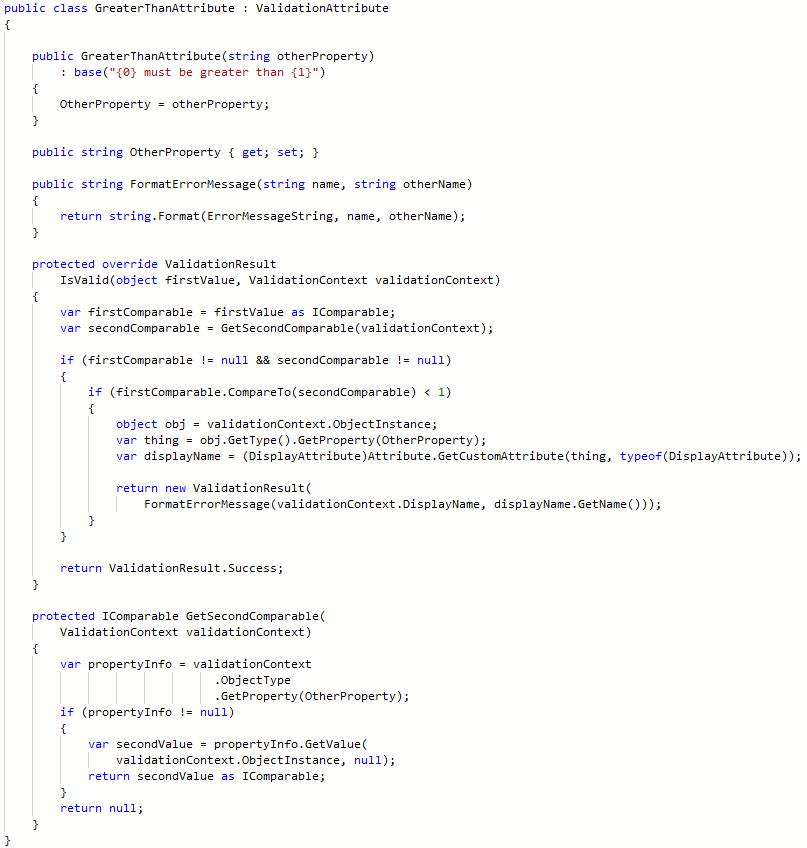 public class GreaterThanAttribute : ValidationAttribute
{
public GreaterThanAttribute(string otherProperty)
: base("{0} must be greater than {1}")
{
OtherProperty = otherProperty;
}
public string OtherProperty { get; set; }
public string FormatErrorMessage(string name, string otherName)
{
return string.Format(ErrorMessageString, name, otherName);
}
protected override ValidationResult
IsValid(object firstValue, ValidationContext validationContext)
{
var firstComparable = firstValue as IComparable;
var secondComparable = GetSecondComparable(validationContext);
if (firstComparable != null && secondComparable != null)
{
if (firstComparable.CompareTo(secondComparable) < 1)
{
object obj = validationContext.ObjectInstance;
var thing = obj.GetType().GetProperty(OtherProperty);
var displayName = (DisplayAttribute)Attribute.GetCustomAttribute(thing, typeof(DisplayAttribute));
return new ValidationResult(
FormatErrorMessage(validationContext.DisplayName, displayName.GetName()));
}
}
return ValidationResult.Success;
}
protected IComparable GetSecondComparable(
ValidationContext validationContext)
{
var propertyInfo = validationContext
.ObjectType
.GetProperty(OtherProperty);
if (propertyInfo != null)
{
var secondValue = propertyInfo.GetValue(
validationContext.ObjectInstance, null);
return secondValue as IComparable;
}
return null;
}
}